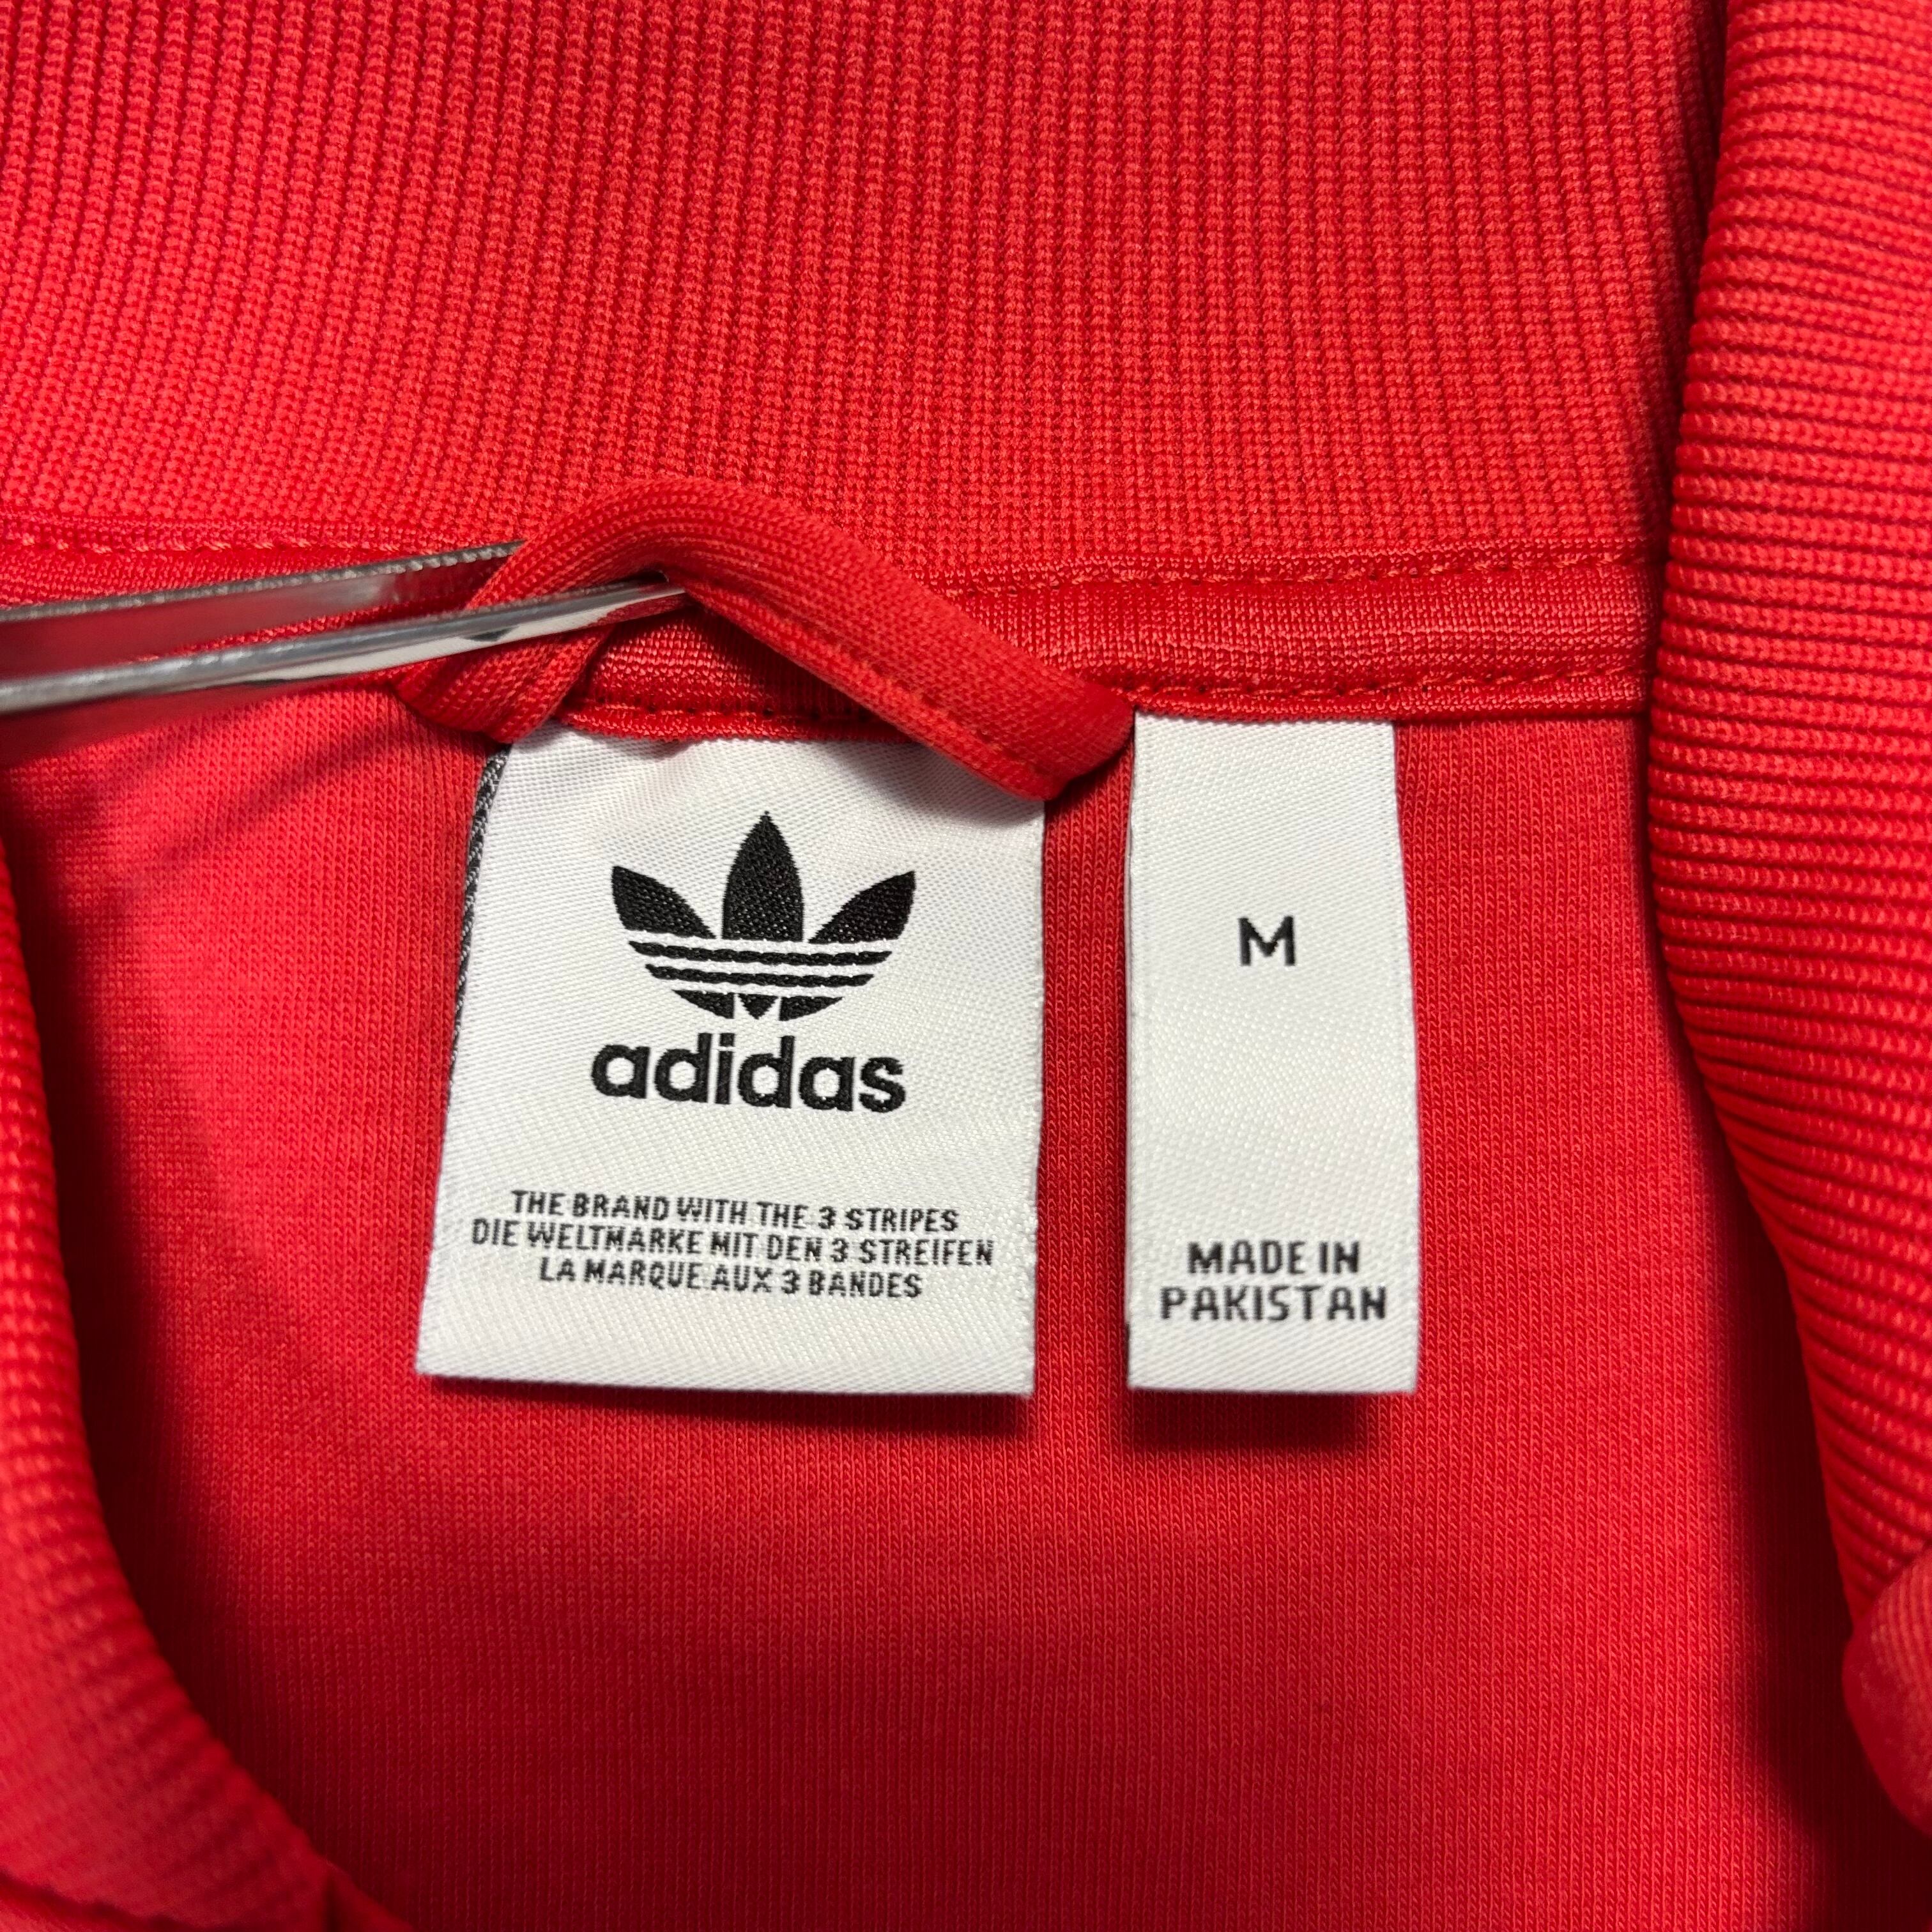 adidas
THE BRAND WITH THE 3 STRIPES
DIE WELTMARKE MIT DEN 3 STREIFEN
LA MARQUE AUX 3 BANDES
M
MADE IN
PAKISTAN